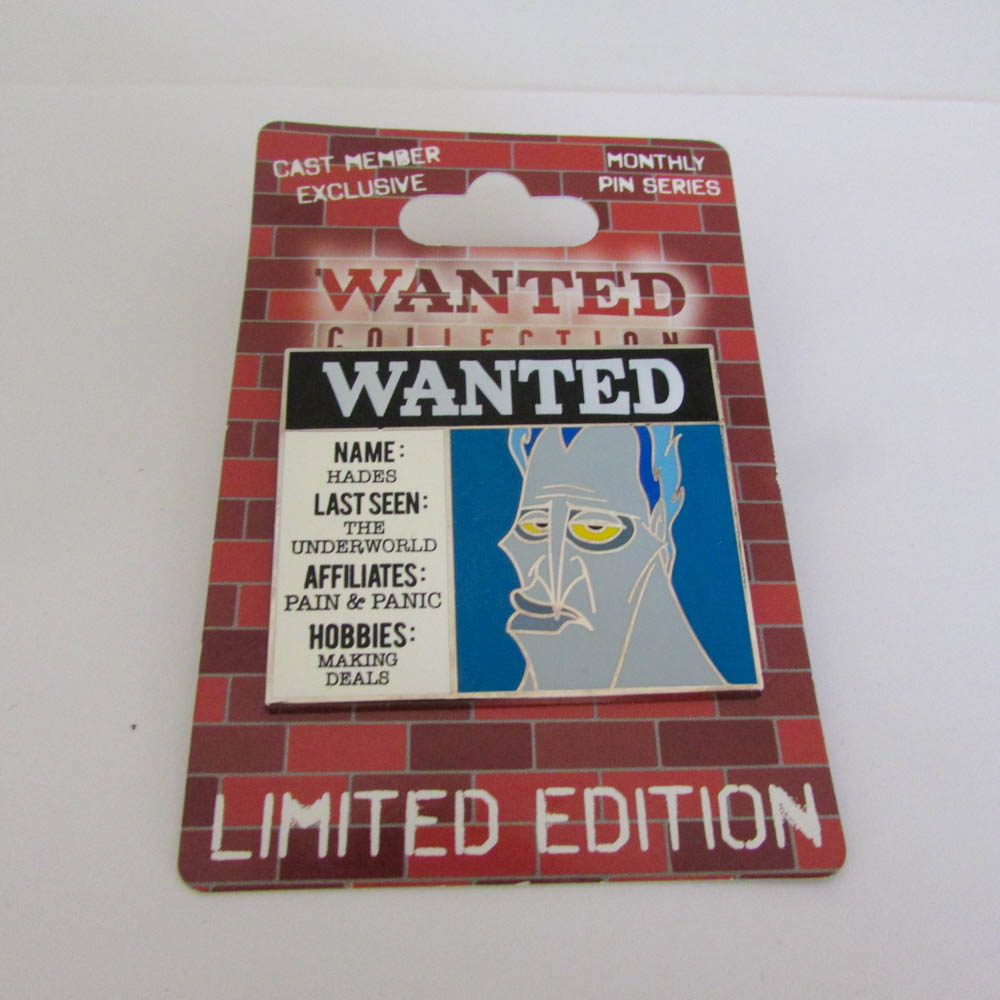 CAST MEMBER
EXCLUSIVE
MONTHLY
PIN SERIES
WANTED
COLLECTION
WANTED
NAME:
HADES
LAST SEEN:
THE
UNDERWORLD
AFFILIATES:
PAIN & PANIC
HOBBIES:
MAKING
DEALS
LIMITED EDITION